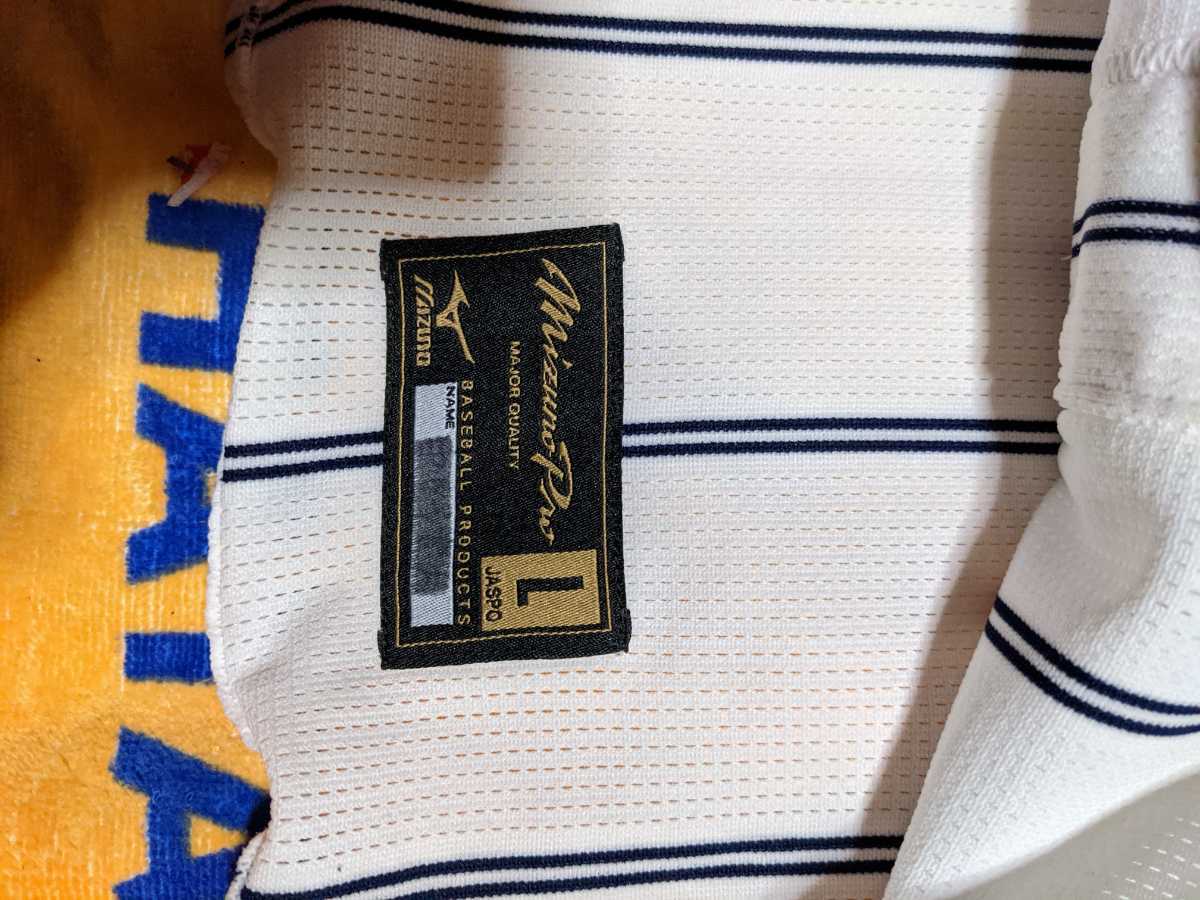 Mizuno Pro
MAJOR QUALITY
L
JASPO
Mizuno
BASEBALL PRODUCTS
NAME